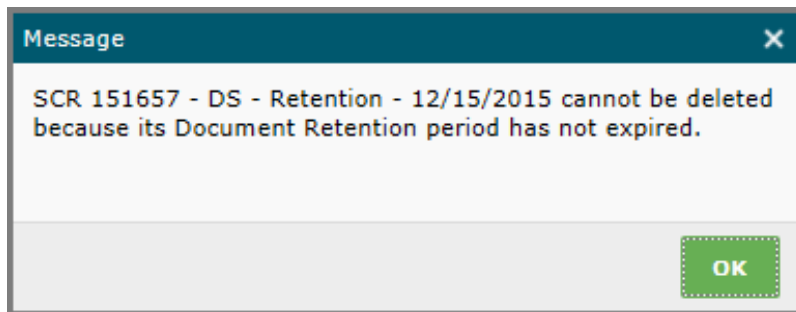 Message
SCR 151657 - DS - Retention - 12/15/2015 cannot be deleted
because its Document Retention period has not expired.
OK